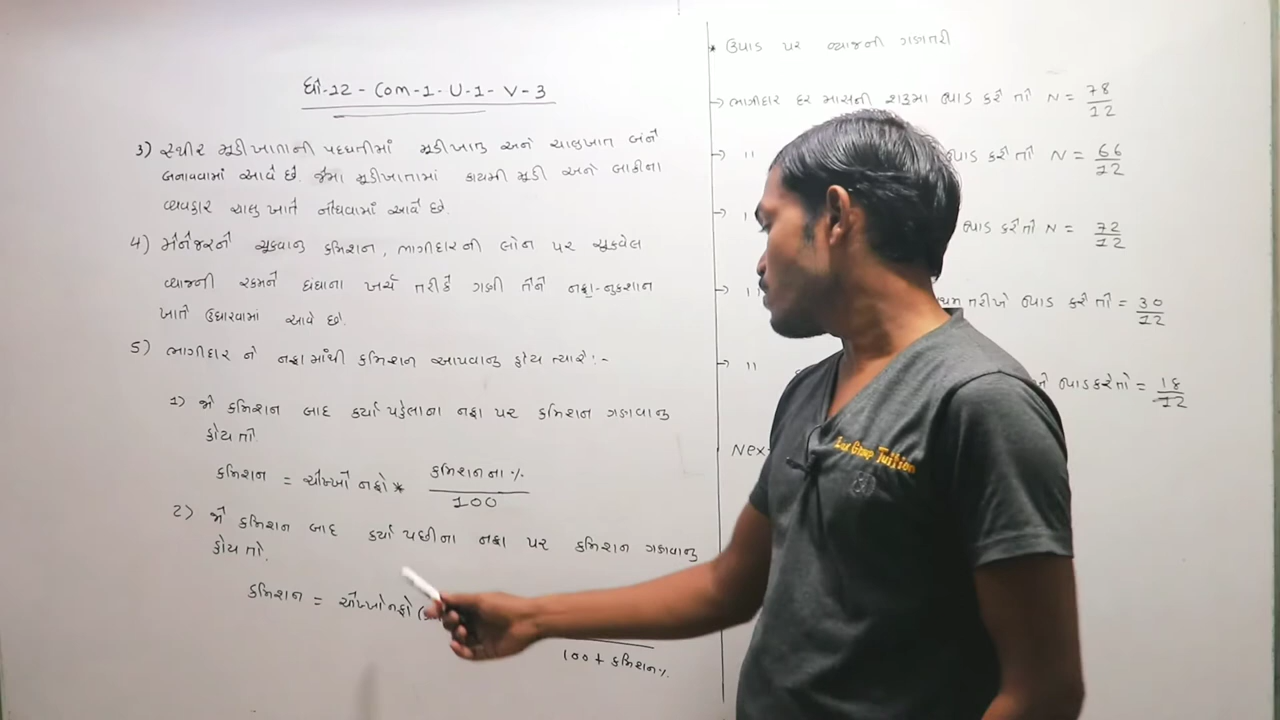 ધો-12 - Com-1-U-1-V-3
3) સ્થીર મૂડીખાતાની પધ્ધતીમાં મૂડીખાતુ અને ચાલુખાતુ બંને
બનાવવામાં આવે છે. જેમા મૂડીખાતામાં કાયમી મૂડી અને બાકીના
વ્યવહાર ચાલુ ખાતે નોંધવામાં આવે છે.
4) મેનેજરને ચૂકવાનુ કમિશન, ભાગીદારની લોન પર ચૂકવેલ
વ્યાજની રકમને ધંધાના ખર્ચ તરીકે ગણી તેને નફા-નુકશાન
ખાતે ઉધારવામાં આવે છે.
5) ભાગીદાર ને નફામાંથી કમિશન આપવાનુ હોય ત્યારે:-
1) જો કમિશન બાદ કર્યા પહેલાના નફા પર કમિશન ગણવાનુ
હોય તો.
કમિશન = ચોખ્ખો નફો * કમિશનના %
100
2) જો કમિશન બાદ કર્યા પછીના નફા પર કમિશન ગણવાનુ
હોય તો.
કમિશન = ચોખ્ખોનફો (
100 + કમિશન%
* ઉપાડ પર વ્યાજની ગણતરી
→ ભાગીદાર દર માસની શરૂમા ઉપાડ કરે તો N = 78/12
→ " ઉપાડ કરે તો N = 66/12
→ ઉપાડ કરે તો N = 72/12
→ " તારીખે ઉપાડ કરે તો = 30/12
→ " ઉપાડ કરે તો = 18/12
Group Tuition